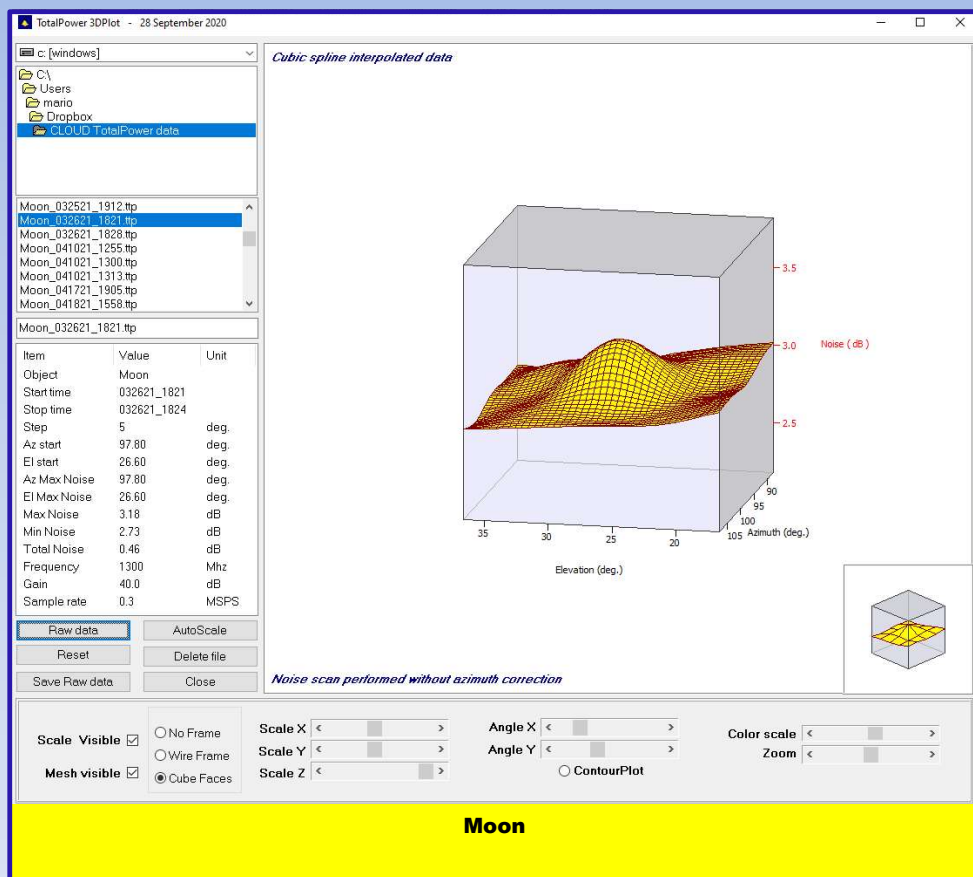 TotalPower 3DPlot - 28 September 2020
c: [windows]
C:\
Users
mario
Dropbox
CLOUD TotalPower data
Moon_032521_1912.ttp
Moon_032621_1821.ttp
Moon_032621_1828.ttp
Moon_041021_1255.ttp
Moon_041021_1300.ttp
Moon_041021_1313.ttp
Moon_041721_1905.ttp
Moon_041821_1558.ttp
Moon_032621_1821.ttp
Item Value Unit
Object Moon
Start time 032621_1821
Stop time 032621_1824
Step 5 deg.
Az start 97.80 deg.
El start 26.60 deg.
Az Max Noise 97.80 deg.
El Max Noise 26.60 deg.
Max Noise 3.18 dB
Min Noise 2.73 dB
Total Noise 0.46 dB
Frequency 1300 Mhz
Gain 40.0 dB
Sample rate 0.3 MSPS
Raw data AutoScale
Reset Delete file
Save Raw data Close
Cubic spline interpolated data
3.5
3.0 Noise ( dB )
2.5
90
95
100
105 Azimuth (deg.)
35 30 25 20
Elevation (deg.)
Noise scan performed without azimuth correction
Scale Visible
Mesh visible
No Frame
Wire Frame
Cube Faces
Scale X
Scale Y
Scale Z
Angle X
Angle Y
ContourPlot
Color scale
Zoom
Moon